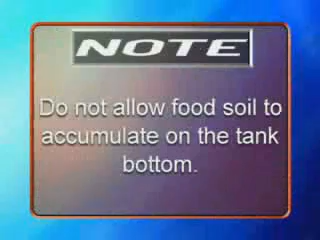 NOTE
Do not allow food soil to
accumulate on the tank
bottom.